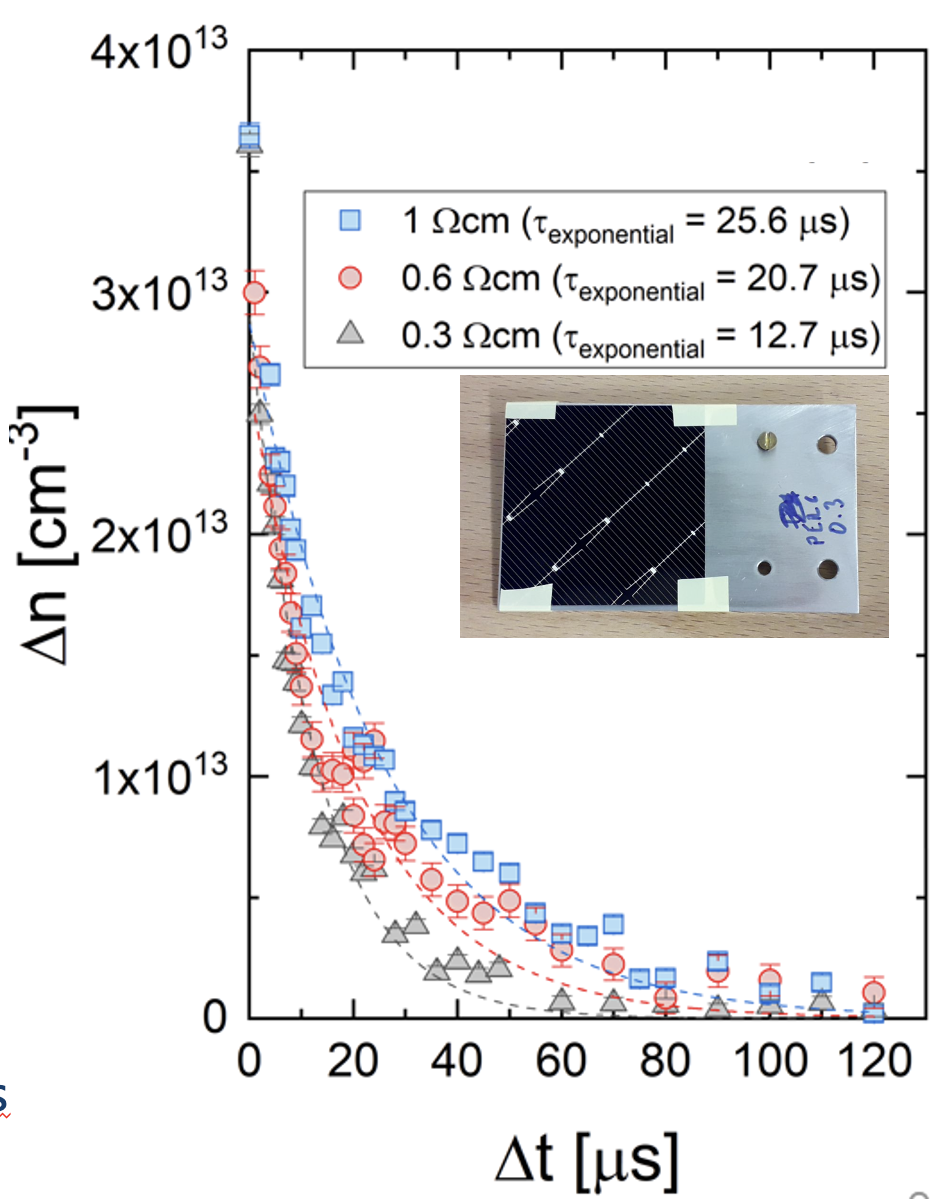 4x10¹³
3x10¹³
2x10¹³
1x10¹³
0
Δn [cm⁻³]
1 Ωcm (τexponential = 25.6 μs)
0.6 Ωcm (τexponential = 20.7 μs)
0.3 Ωcm (τexponential = 12.7 μs)
PERC
0.3
0 20 40 60 80 100 120
Δt [μs]
s